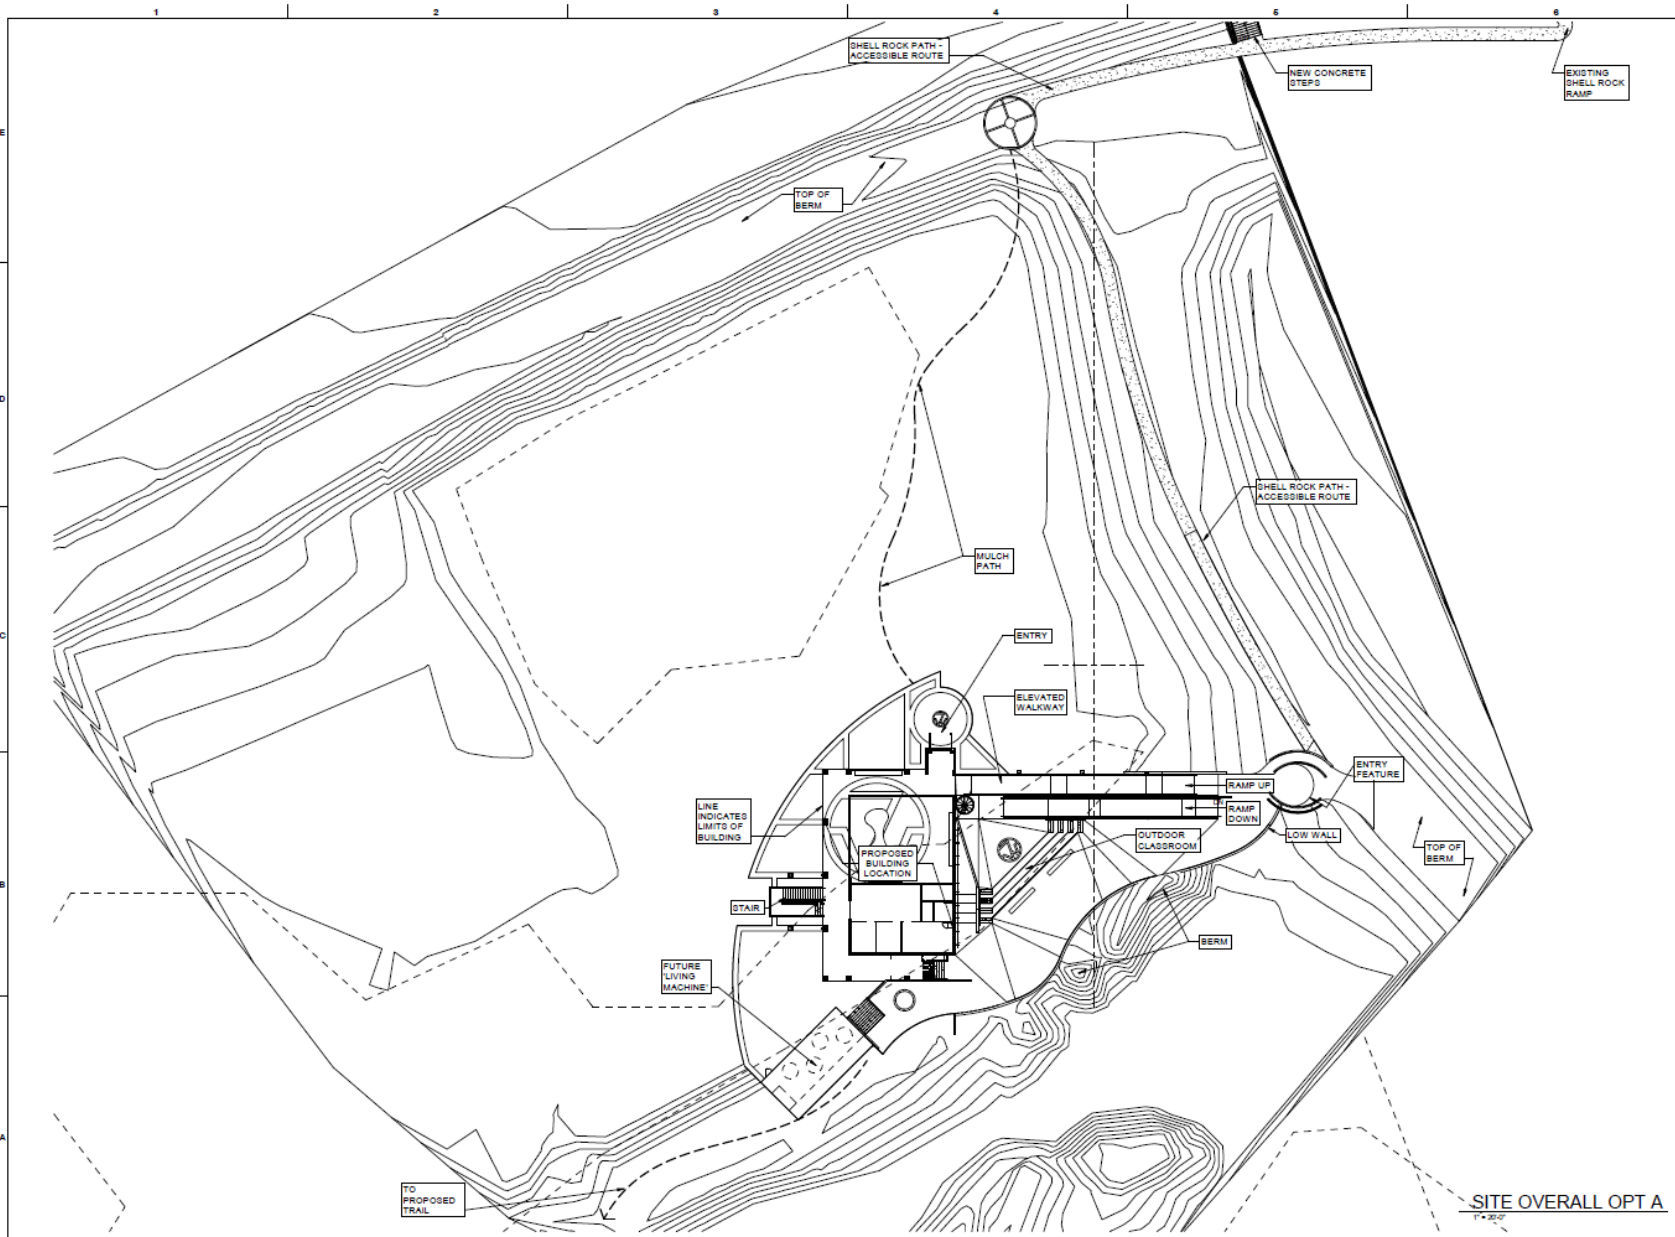 1 2 3 4 5 6
SHELL ROCK PATH -
ACCESSIBLE ROUTE
NEW CONCRETE
STEPS
EXISTING
SHELL ROCK
RAMP
E
TOP OF
BERM
D
SHELL ROCK PATH -
ACCESSIBLE ROUTE
MULCH
PATH
C
ENTRY
ELEVATED
WALKWAY
ENTRY
FEATURE
RAMP UP
LINE
INDICATES
LIMITS OF
BUILDING
RAMP
DOWN
LOW WALL
OUTDOOR
CLASSROOM
TOP OF
BERM
PROPOSED
BUILDING
LOCATION
B
STAIR
BERM
FUTURE
'LIVING
MACHINE'
A
TO
PROPOSED
TRAIL
SITE OVERALL OPT A
1" = 20'-0"